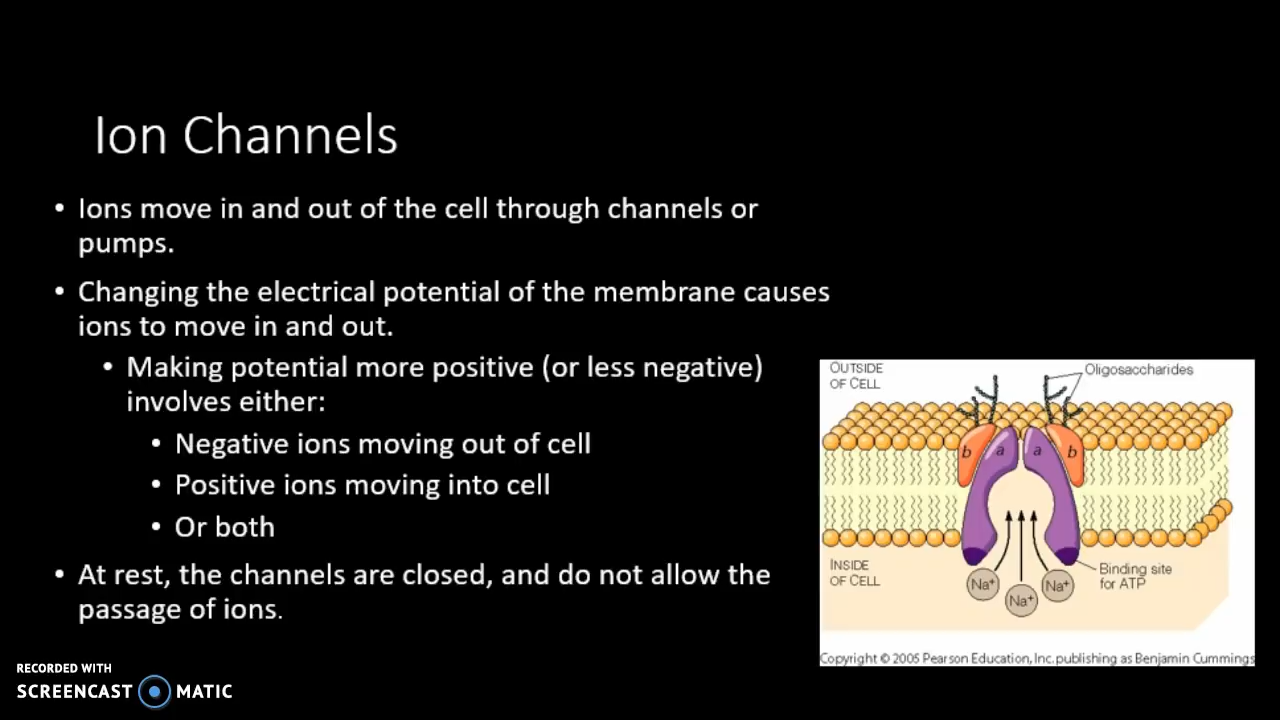 Ion Channels
• Ions move in and out of the cell through channels or
pumps.
• Changing the electrical potential of the membrane causes
ions to move in and out.
• Making potential more positive (or less negative)
involves either:
• Negative ions moving out of cell
• Positive ions moving into cell
• Or both
• At rest, the channels are closed, and do not allow the
passage of ions.
OUTSIDE
OF CELL
Oligosaccharides
b a a b
INSIDE
OF CELL
Na+ Na+ Na+
Binding site
for ATP
Copyright © 2005 Pearson Education, Inc. publishing as Benjamin Cummings
RECORDED WITH
SCREENCAST MATIC